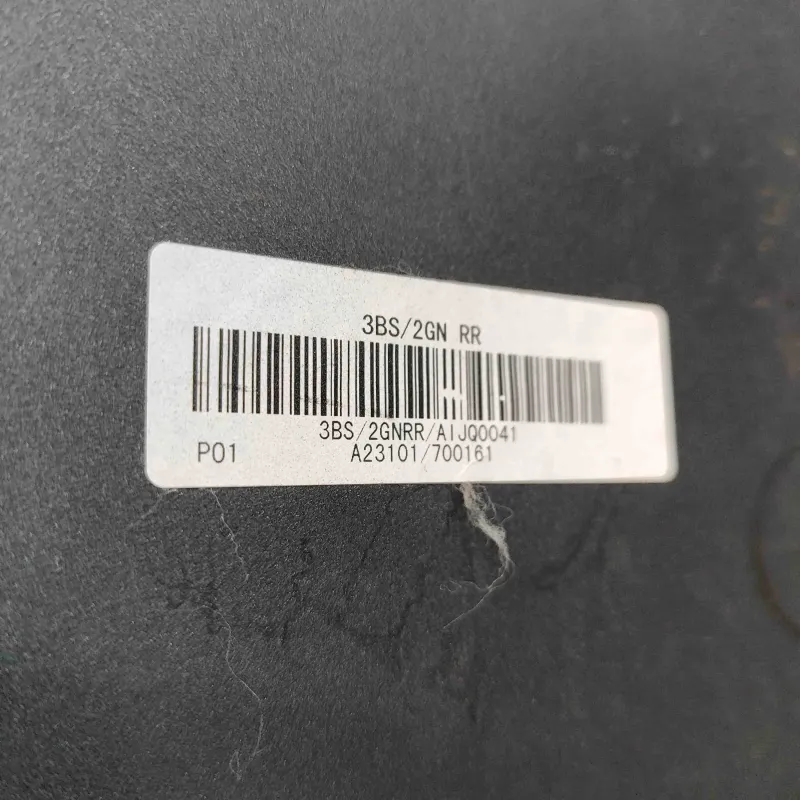 3BS/2GN RR
3BS/2GNRR/AIJQ0041
P01 A23101/700161